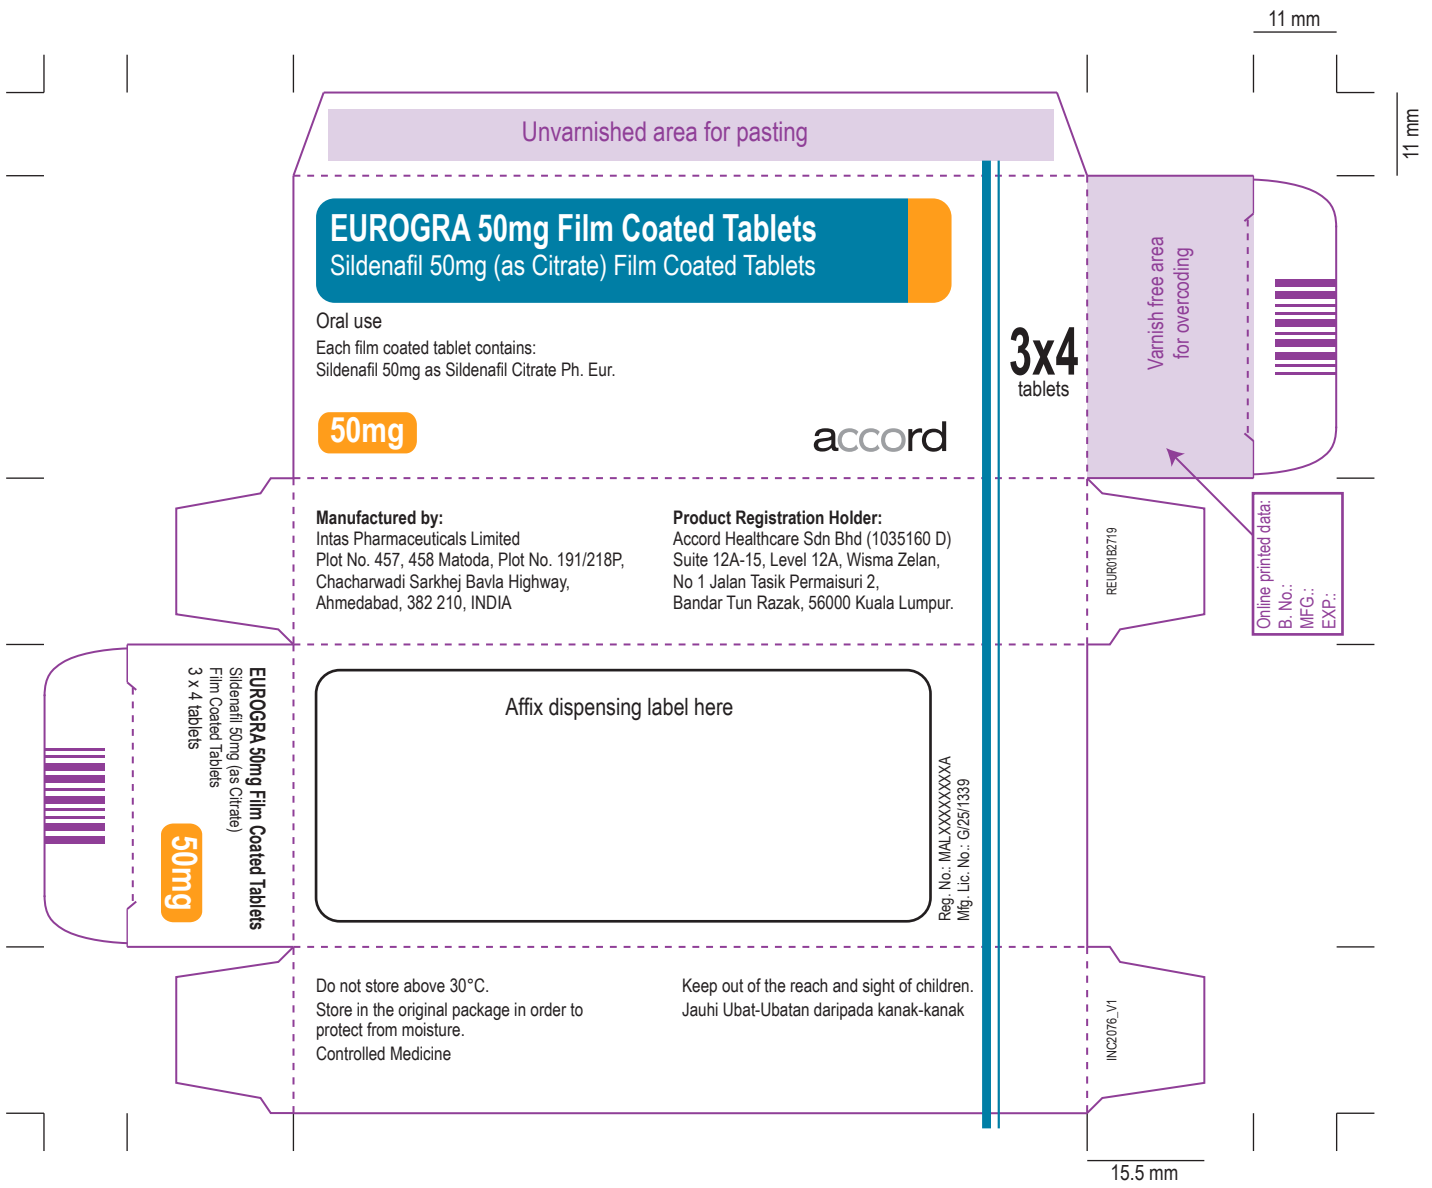 11 mm
11 mm
Unvarnished area for pasting
EUROGRA 50mg Film Coated Tablets
Sildenafil 50mg (as Citrate) Film Coated Tablets
Oral use
Each film coated tablet contains:
Sildenafil 50mg as Sildenafil Citrate Ph. Eur.
50mg
accord
3x4
tablets
Varnish free area
for overcoding
Manufactured by:
Intas Pharmaceuticals Limited
Plot No. 457, 458 Matoda, Plot No. 191/218P,
Chacharwadi Sarkhej Bavla Highway,
Ahmedabad, 382 210, INDIA
Product Registration Holder:
Accord Healthcare Sdn Bhd (1035160 D)
Suite 12A-15, Level 12A, Wisma Zelan,
No 1 Jalan Tasik Permaisuri 2,
Bandar Tun Razak, 56000 Kuala Lumpur.
REUR01B2719
Online printed data:
B. No.:
MFG.:
EXP.:
EUROGRA 50mg Film Coated Tablets
Sildenafil 50mg (as Citrate)
Film Coated Tablets
3 x 4 tablets
50mg
Affix dispensing label here
Reg. No.: MALXXXXXXXXA
Mfg. Lic. No.: G/25/1339
Do not store above 30°C.
Store in the original package in order to
protect from moisture.
Controlled Medicine
Keep out of the reach and sight of children.
Jauhi Ubat-Ubatan daripada kanak-kanak
INC2076_V1
15.5 mm